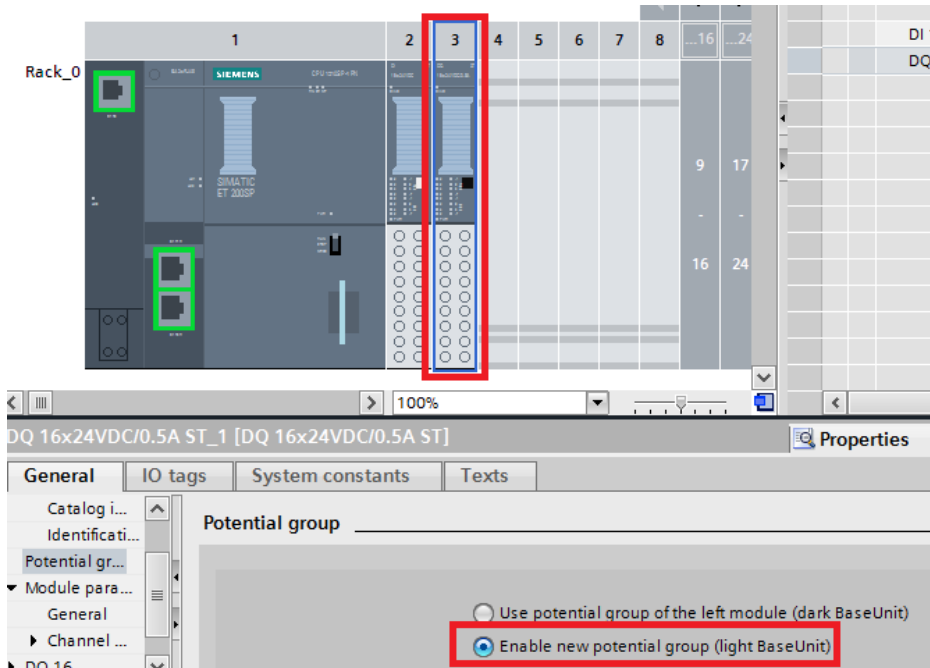 ...16 ...24
1 2 3 4 5 6 7 8
DI
DQ
Rack_0
SIEMENS
SIMATIC
ET 200SP
9 17
- -
16 24
100%
DQ 16x24VDC/0.5A ST_1 [DQ 16x24VDC/0.5A ST]
Properties
General IO tags System constants Texts
Catalog i...
Identificati...
Potential gr...
Module para...
General
Channel ...
DQ 16
Potential group
Use potential group of the left module (dark BaseUnit)
Enable new potential group (light BaseUnit)